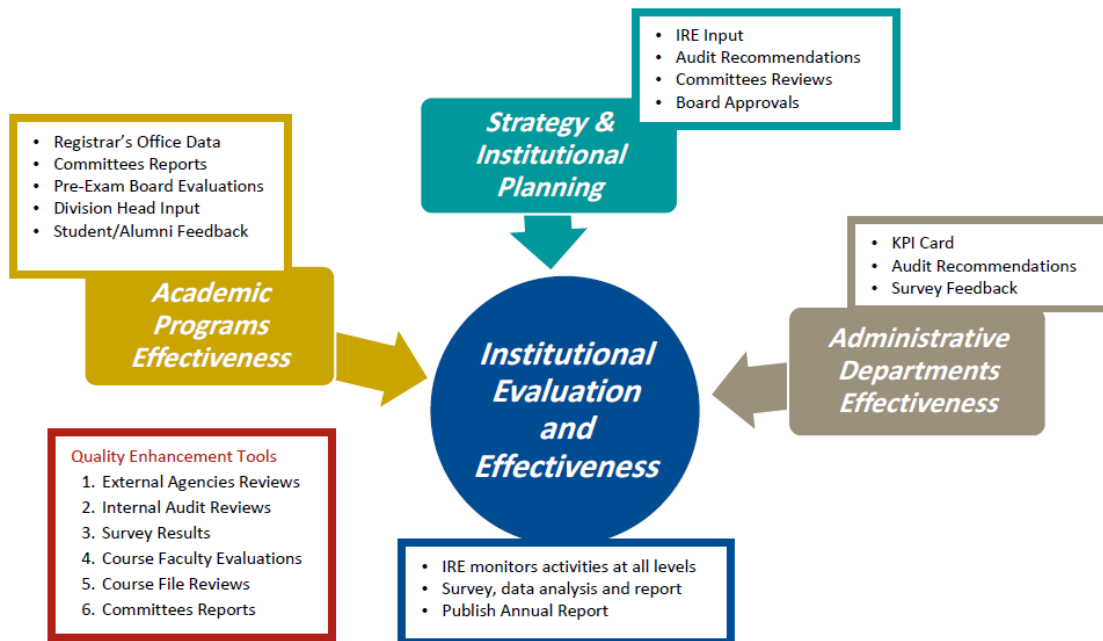 • IRE Input
• Audit Recommendations
• Committees Reviews
• Board Approvals
Strategy &
Institutional
Planning
• Registrar’s Office Data
• Committees Reports
• Pre-Exam Board Evaluations
• Division Head Input
• Student/Alumni Feedback
Academic
Programs
Effectiveness
• KPI Card
• Audit Recommendations
• Survey Feedback
Administrative
Departments
Effectiveness
Institutional
Evaluation
and
Effectiveness
Quality Enhancement Tools
1. External Agencies Reviews
2. Internal Audit Reviews
3. Survey Results
4. Course Faculty Evaluations
5. Course File Reviews
6. Committees Reports
• IRE monitors activities at all levels
• Survey, data analysis and report
• Publish Annual Report